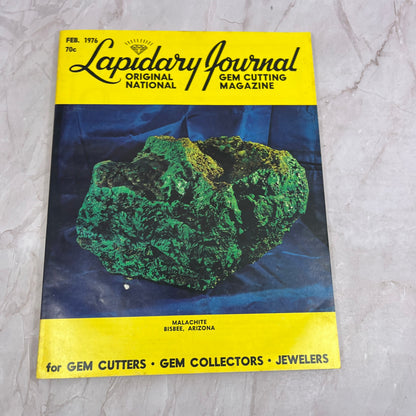 FEB. 1976
70c
Lapidary Journal
ORIGINAL GEM CUTTING
NATIONAL MAGAZINE
MALACHITE
BISBEE, ARIZONA
for GEM CUTTERS • GEM COLLECTORS • JEWELERS